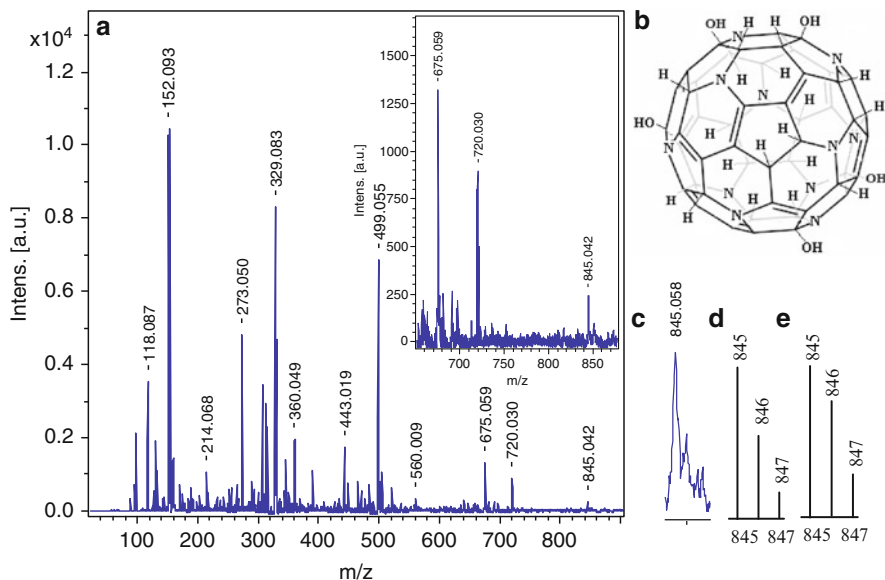 a
x10⁴
1.2
1.0
0.8
0.6
0.4
0.2
0.0
Intens. [a.u.]
100 200 300 400 500 600 700 800
m/z
118.087
152.093
214.068
273.050
329.083
360.049
443.019
499.055
560.009
675.059
720.030
845.042
Intens. [a.u.]
1500
1250
1000
750
500
250
0
700 750 800 850
m/z
675.059
720.030
845.042
b
OH H H OH
N N
H N H N H
H N H
HO H H N
N H H
H H N H OH
N H N
H N N H
OH
c
845.058
d
845
846
847
845 847
e
845
846
847
845 847